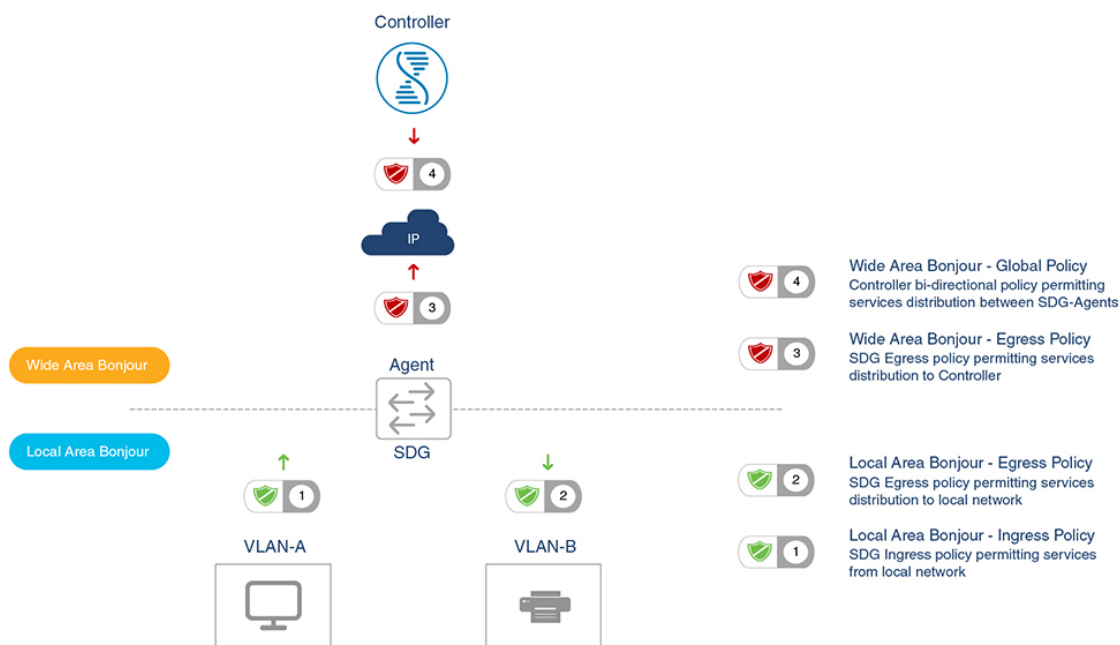 Controller
4
IP
3
Wide Area Bonjour
Agent
SDG
Local Area Bonjour
1
2
VLAN-A
VLAN-B
4
Wide Area Bonjour - Global Policy
Controller bi-directional policy permitting
services distribution between SDG-Agents
3
Wide Area Bonjour - Egress Policy
SDG Egress policy permitting services
distribution to Controller
2
Local Area Bonjour - Egress Policy
SDG Egress policy permitting services
distribution to local network
1
Local Area Bonjour - Ingress Policy
SDG Ingress policy permitting services
from local network